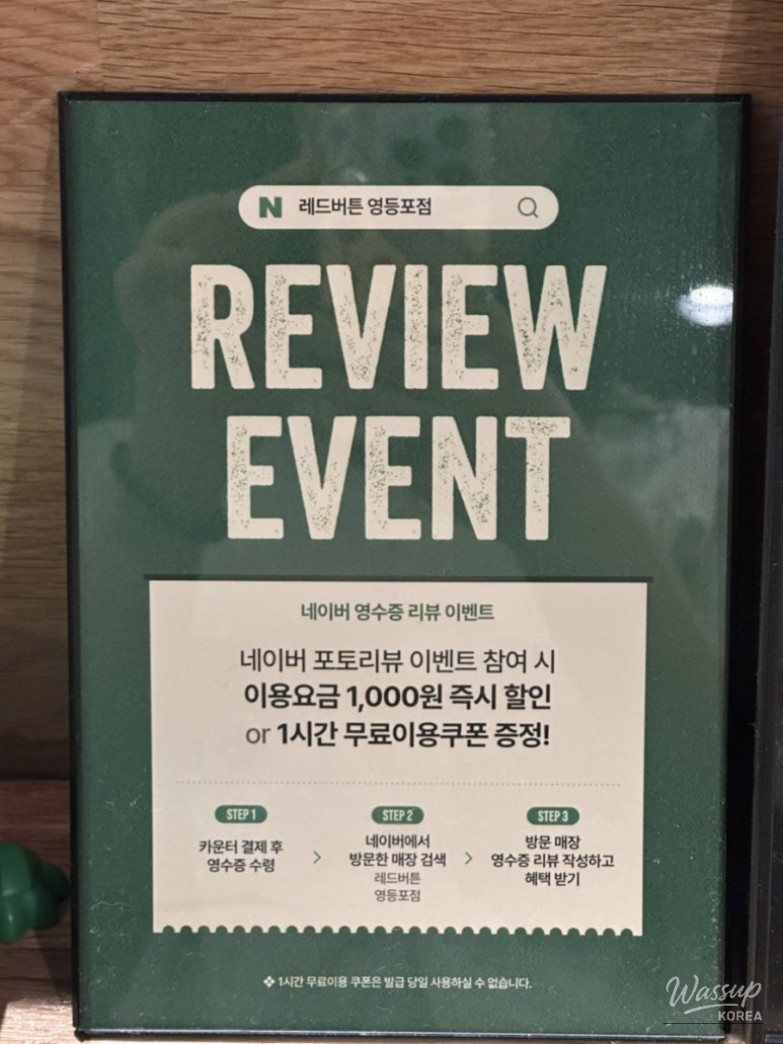 N 레드버튼 영등포점
REVIEW
EVENT
네이버 영수증 리뷰 이벤트
네이버 포토리뷰 이벤트 참여 시
이용요금 1,000원 즉시 할인
or 1시간 무료이용쿠폰 증정!
STEP 1
카운터 결제 후
영수증 수령
STEP 2
네이버에서
방문한 매장 검색
레드버튼
영등포점
STEP 3
방문 매장
영수증 리뷰 작성하고
혜택 받기
❖ 1시간 무료이용 쿠폰은 발급 당일 사용하실 수 없습니다.
Wassup
KOREA